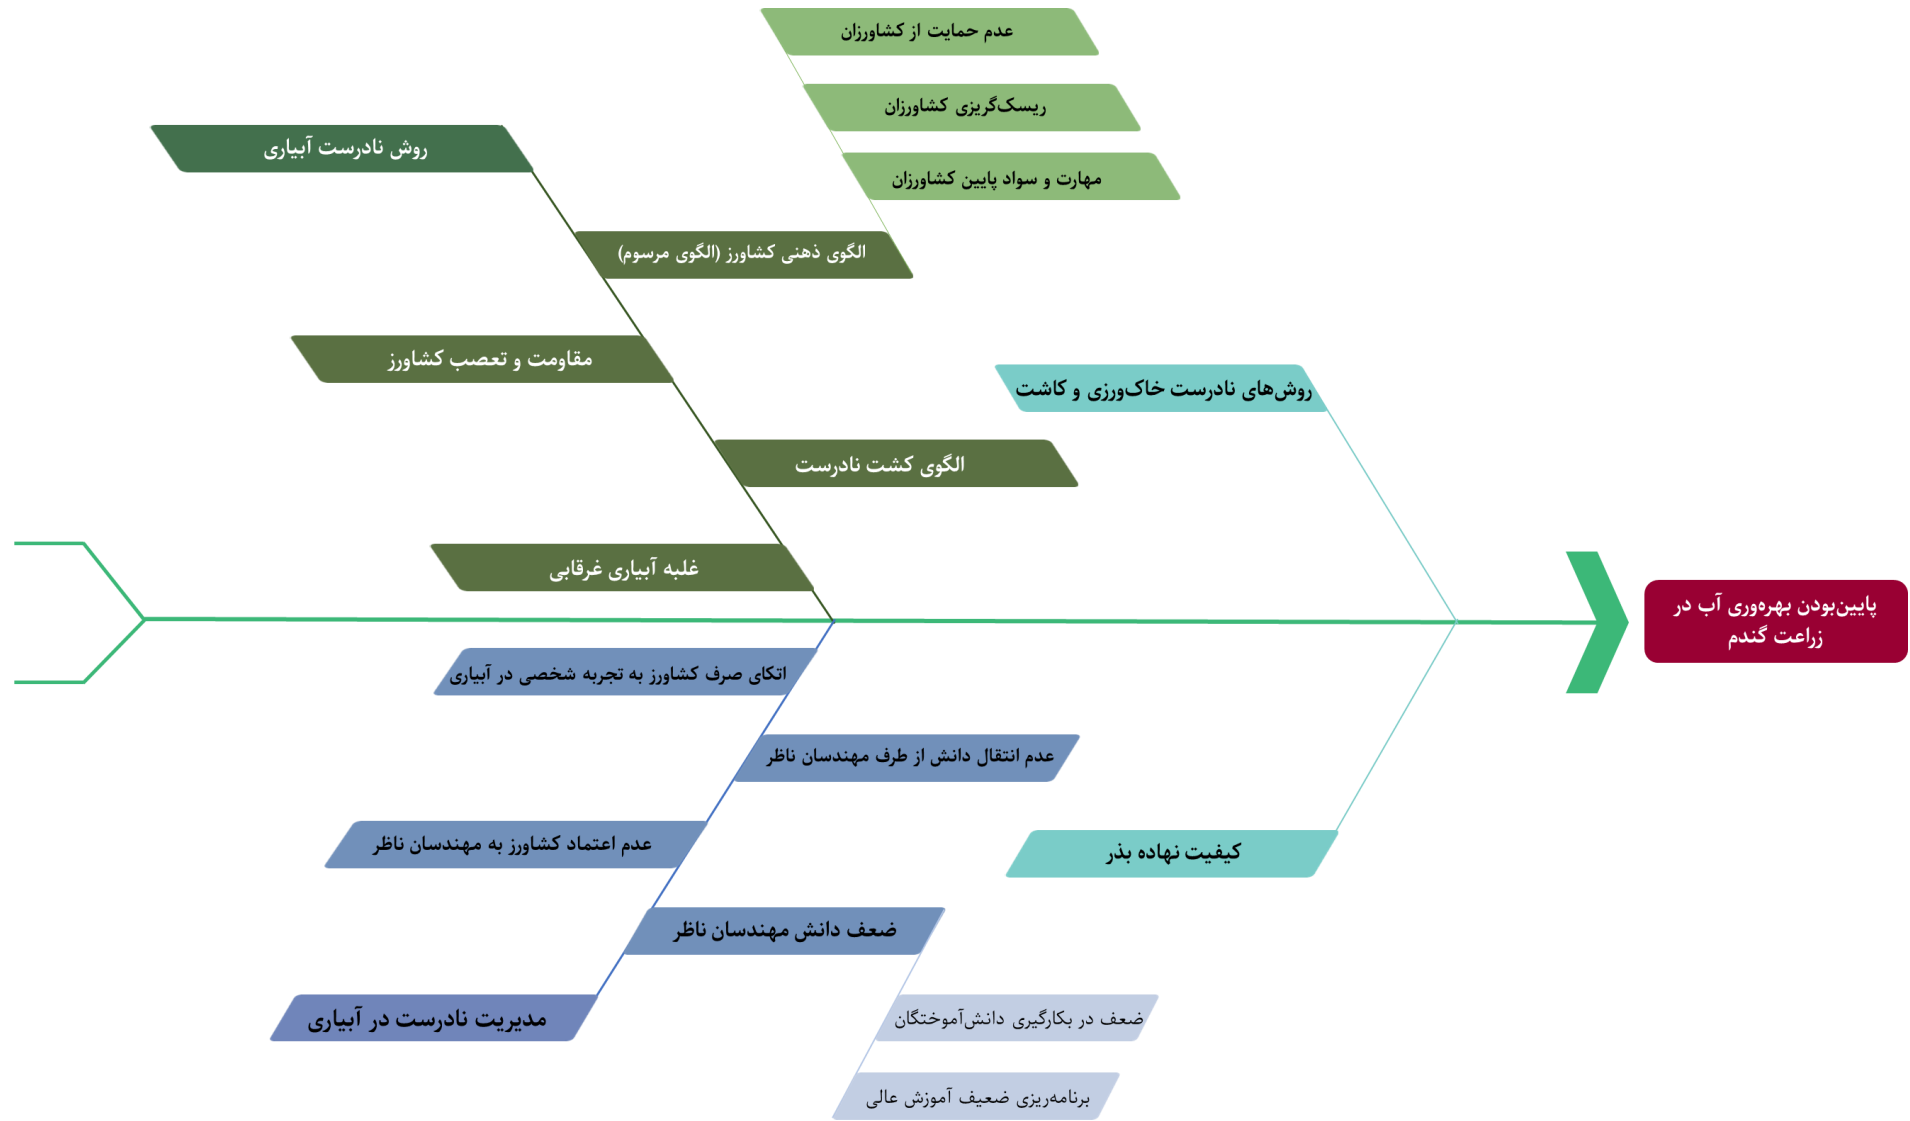 عدم حمایت از کشاورزان
ریسک‌گریزی کشاورزان
مهارت و سواد پایین کشاورزان
روش نادرست آبیاری
الگوی ذهنی کشاورز (الگوی مرسوم)
مقاومت و تعصب کشاورز
الگوی کشت نادرست
غلبه آبیاری غرقابی
روش‌های نادرست خاک‌ورزی و کاشت
پایین‌بودن بهره‌وری آب در
زراعت گندم
اتکای صرف کشاورز به تجربه شخصی در آبیاری
عدم انتقال دانش از طرف مهندسان ناظر
عدم اعتماد کشاورز به مهندسان ناظر
ضعف دانش مهندسان ناظر
مدیریت نادرست در آبیاری
کیفیت نهاده بذر
ضعف در بکارگیری دانش‌آموختگان
برنامه‌ریزی ضعیف آموزش عالی